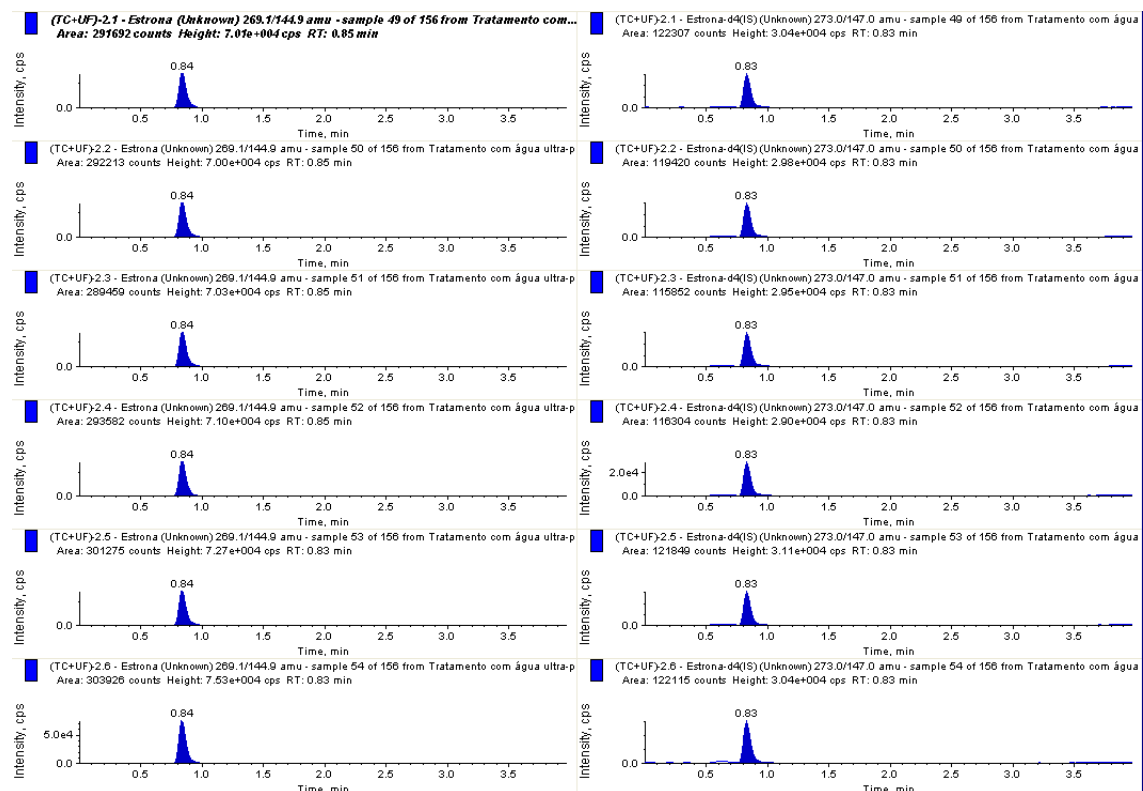 (TC+UF)-2.1 - Estrona (Unknown) 269.1/144.9 amu - sample 49 of 156 from Tratamento com...
Area: 291692 counts Height: 7.01e+004 cps RT: 0.85 min
Intensity, cps
0.84
0.0
0.5 1.0 1.5 2.0 2.5 3.0 3.5
Time, min
(TC+UF)-2.1 - Estrona-d4(IS) (Unknown) 273.0/147.0 amu - sample 49 of 156 from Tratamento com água
Area: 122307 counts Height: 3.04e+004 cps RT: 0.83 min
Intensity, cps
0.83
0.0
0.5 1.0 1.5 2.0 2.5 3.0 3.5
Time, min
(TC+UF)-2.2 - Estrona (Unknown) 269.1/144.9 amu - sample 50 of 156 from Tratamento com água ultra-p
Area: 292213 counts Height: 7.00e+004 cps RT: 0.85 min
Intensity, cps
0.84
0.0
0.5 1.0 1.5 2.0 2.5 3.0 3.5
Time, min
(TC+UF)-2.2 - Estrona-d4(IS) (Unknown) 273.0/147.0 amu - sample 50 of 156 from Tratamento com água
Area: 119420 counts Height: 2.98e+004 cps RT: 0.83 min
Intensity, cps
0.83
0.0
0.5 1.0 1.5 2.0 2.5 3.0 3.5
Time, min
(TC+UF)-2.3 - Estrona (Unknown) 269.1/144.9 amu - sample 51 of 156 from Tratamento com água ultra-p
Area: 289459 counts Height: 7.03e+004 cps RT: 0.85 min
Intensity, cps
0.84
0.0
0.5 1.0 1.5 2.0 2.5 3.0 3.5
Time, min
(TC+UF)-2.3 - Estrona-d4(IS) (Unknown) 273.0/147.0 amu - sample 51 of 156 from Tratamento com água
Area: 115852 counts Height: 2.95e+004 cps RT: 0.83 min
Intensity, cps
0.83
0.0
0.5 1.0 1.5 2.0 2.5 3.0 3.5
Time, min
(TC+UF)-2.4 - Estrona (Unknown) 269.1/144.9 amu - sample 52 of 156 from Tratamento com água ultra-p
Area: 293582 counts Height: 7.10e+004 cps RT: 0.85 min
Intensity, cps
0.84
0.0
0.5 1.0 1.5 2.0 2.5 3.0 3.5
Time, min
(TC+UF)-2.4 - Estrona-d4(IS) (Unknown) 273.0/147.0 amu - sample 52 of 156 from Tratamento com água
Area: 116304 counts Height: 2.90e+004 cps RT: 0.83 min
Intensity, cps
0.83
2.0e4
0.0
0.5 1.0 1.5 2.0 2.5 3.0 3.5
Time, min
(TC+UF)-2.5 - Estrona (Unknown) 269.1/144.9 amu - sample 53 of 156 from Tratamento com água ultra-p
Area: 301275 counts Height: 7.27e+004 cps RT: 0.83 min
Intensity, cps
0.84
0.0
0.5 1.0 1.5 2.0 2.5 3.0 3.5
Time, min
(TC+UF)-2.5 - Estrona-d4(IS) (Unknown) 273.0/147.0 amu - sample 53 of 156 from Tratamento com água
Area: 121849 counts Height: 3.11e+004 cps RT: 0.83 min
Intensity, cps
0.83
0.0
0.5 1.0 1.5 2.0 2.5 3.0 3.5
Time, min
(TC+UF)-2.6 - Estrona (Unknown) 269.1/144.9 amu - sample 54 of 156 from Tratamento com água ultra-p
Area: 303926 counts Height: 7.53e+004 cps RT: 0.83 min
Intensity, cps
0.84
5.0e4
0.0
0.5 1.0 1.5 2.0 2.5 3.0 3.5
Time, min
(TC+UF)-2.6 - Estrona-d4(IS) (Unknown) 273.0/147.0 amu - sample 54 of 156 from Tratamento com água
Area: 122115 counts Height: 3.04e+004 cps RT: 0.83 min
Intensity, cps
0.83
0.0
0.5 1.0 1.5 2.0 2.5 3.0 3.5
Time, min